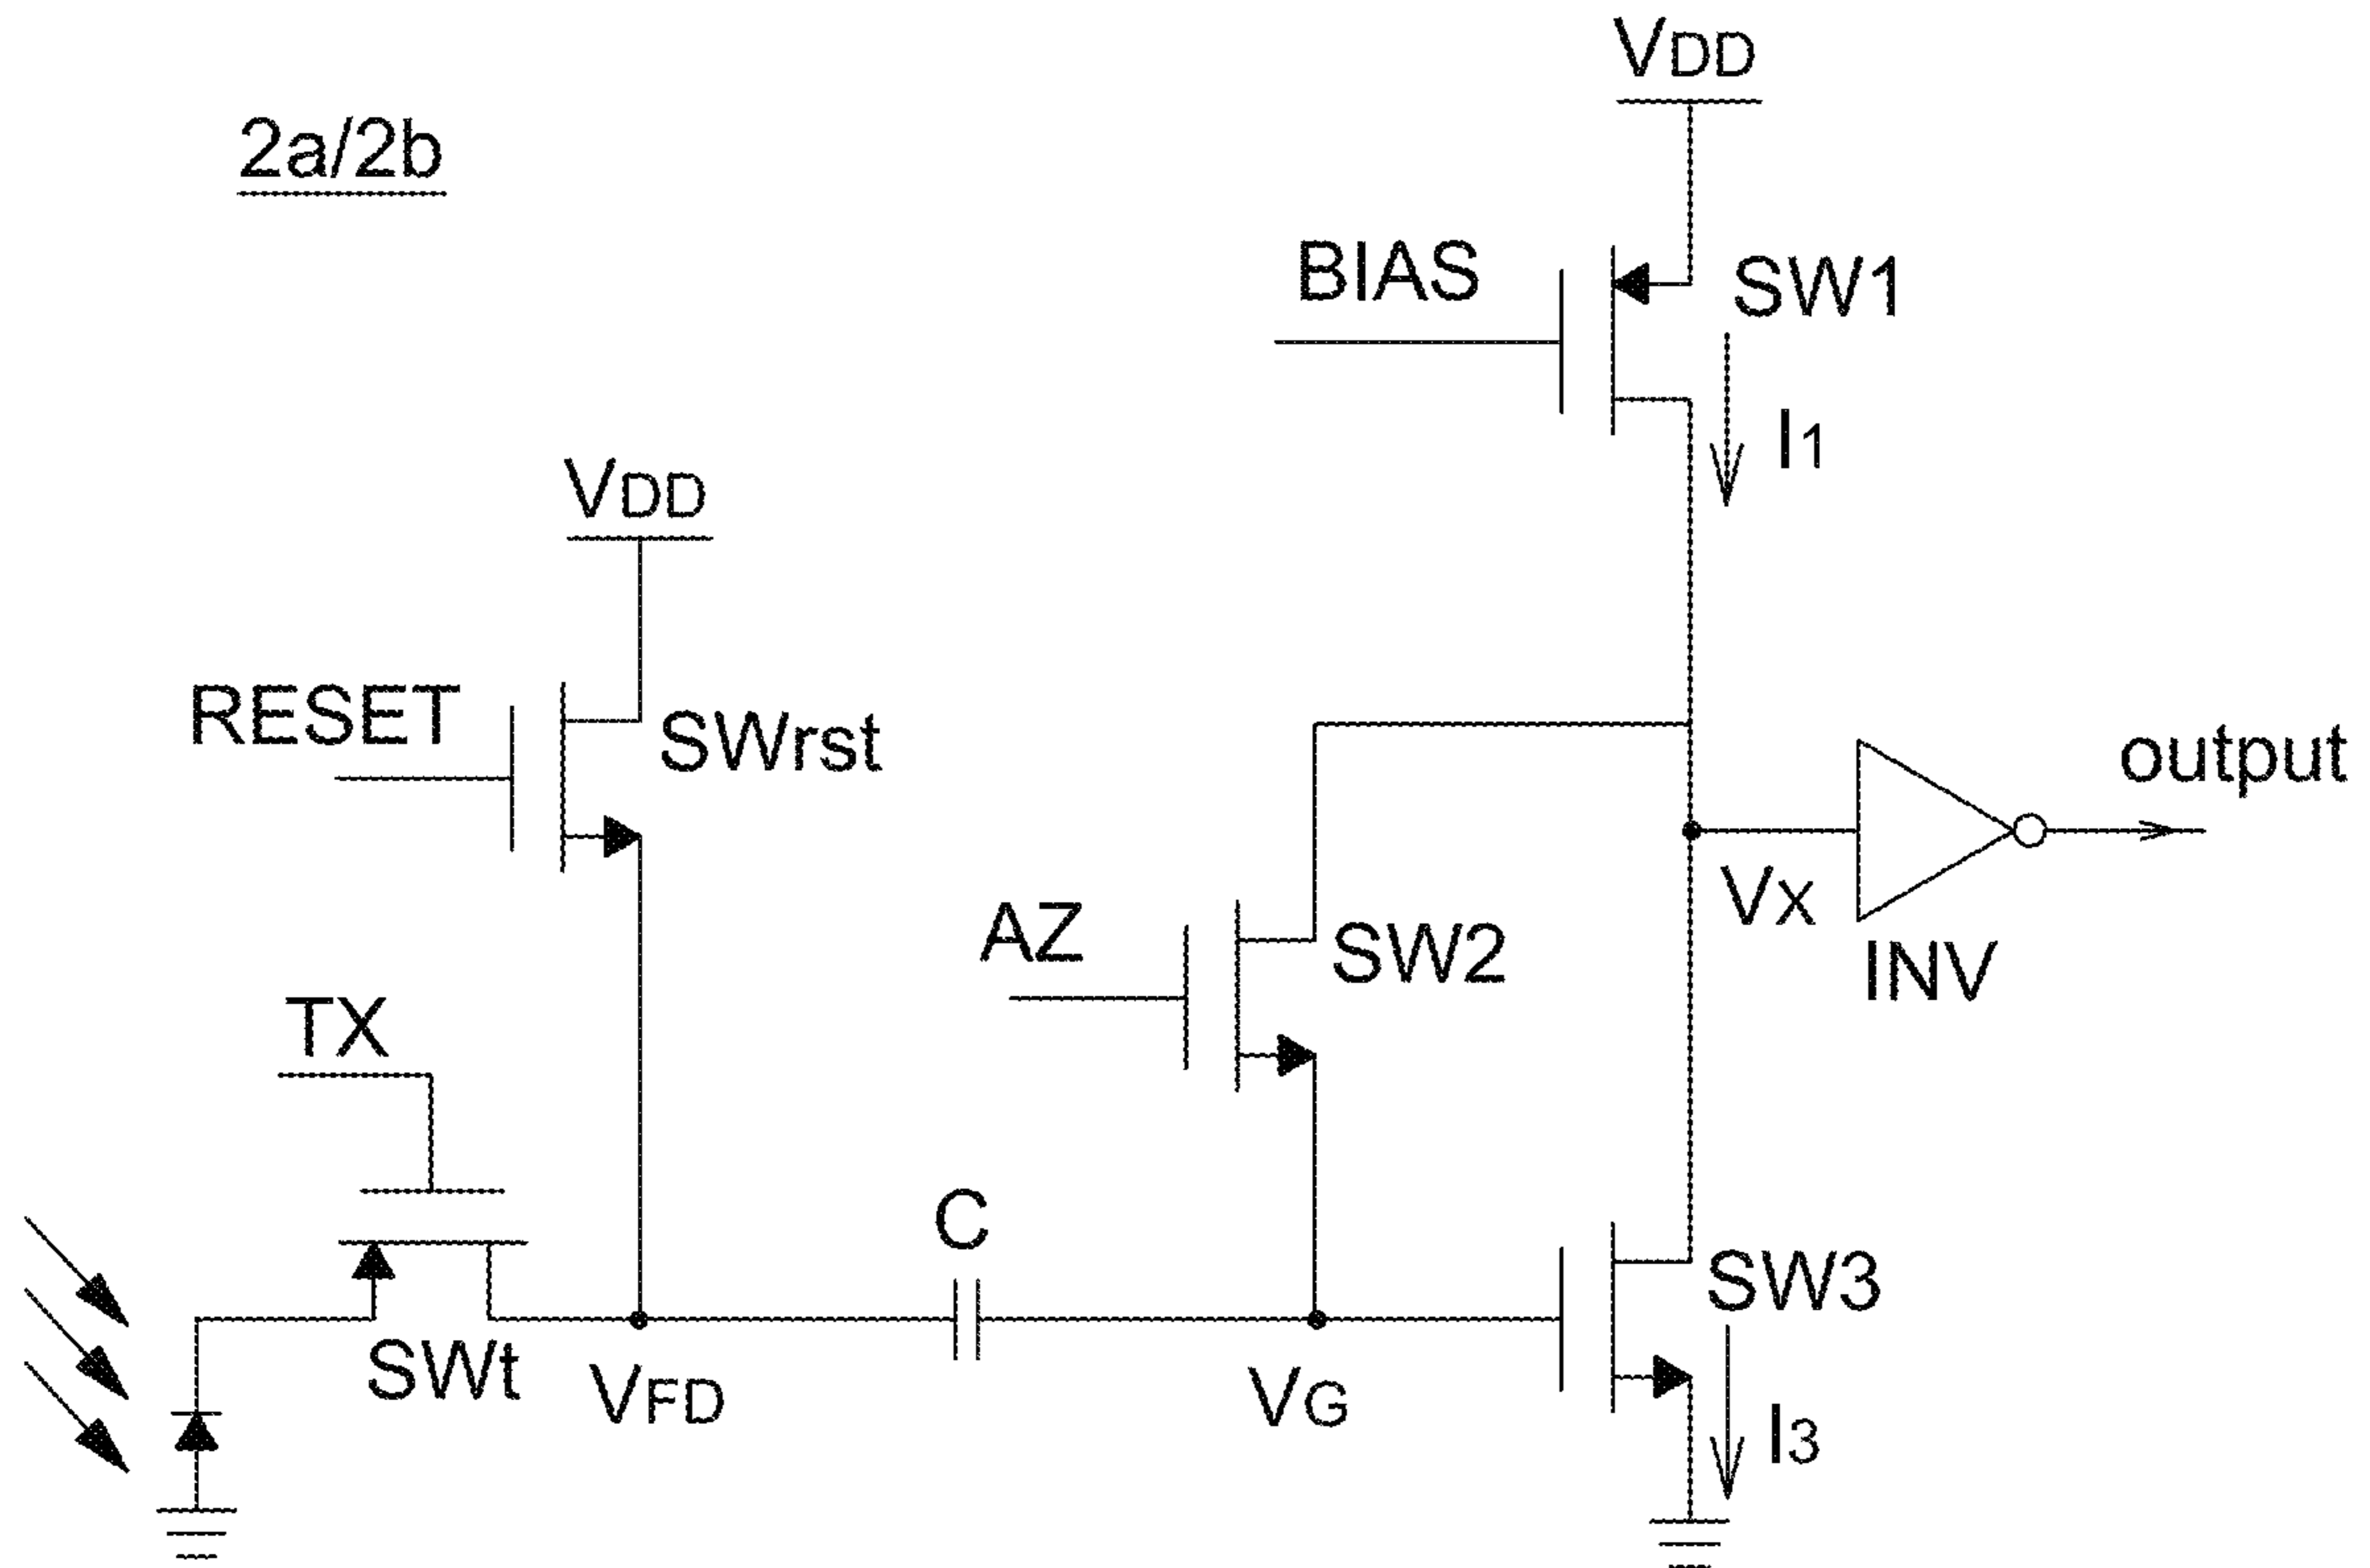 VDD
2a/2b
BIAS
SW1
I1
VDD
RESET
SWrst
output
AZ
SW2
VX
INV
TX
C
SW3
SWt
VFD
VG
I3